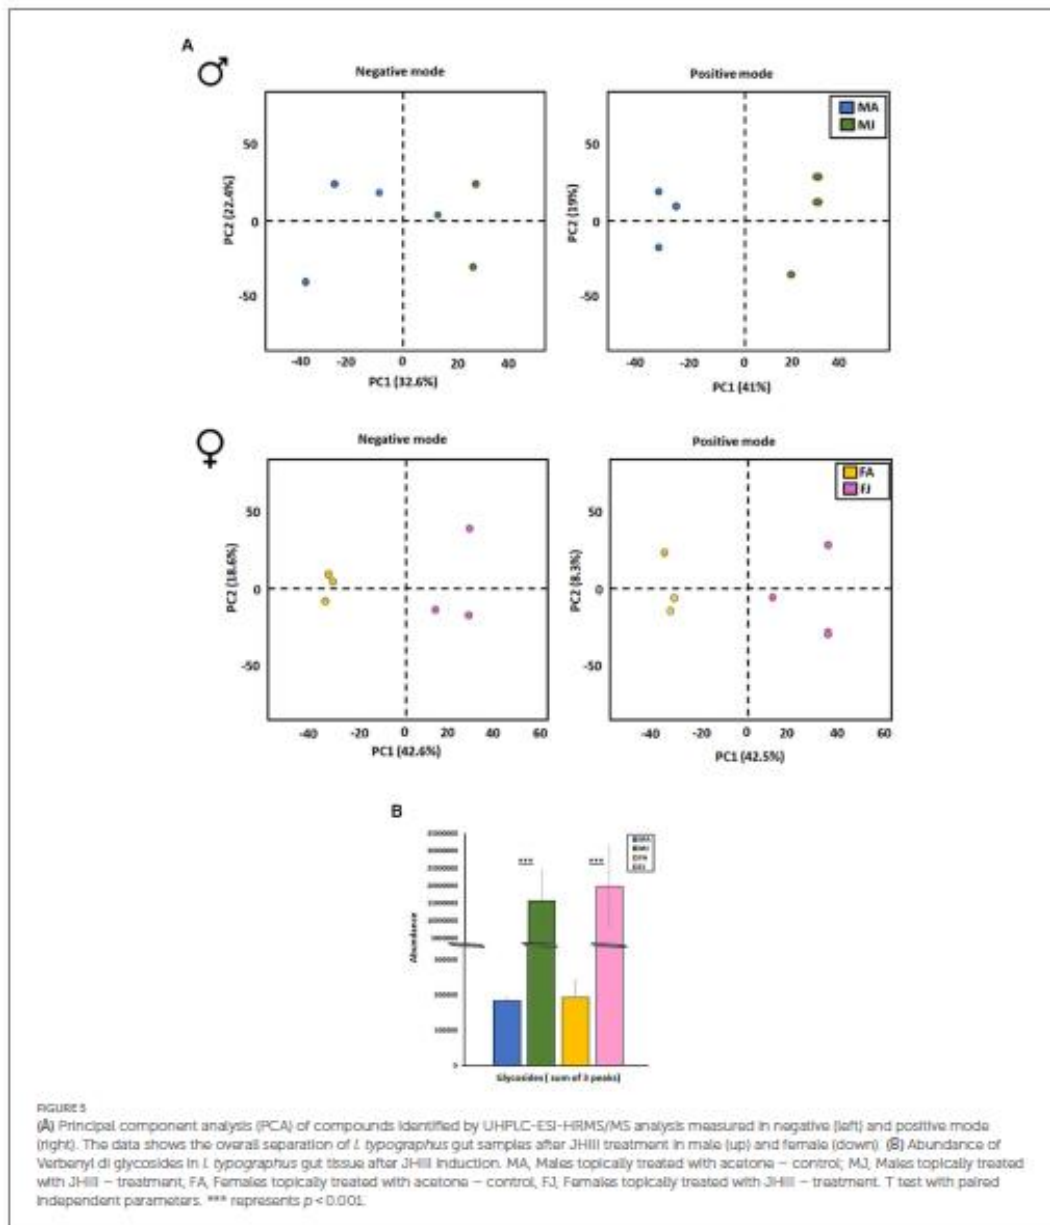 A
Negative mode
Positive mode
MA
MJ
50
0
-50
PC2 (22.4%)
-40 -20 0 20 40
PC1 (32.6%)
50
0
-50
PC2 (19%)
-40 -20 0 20 40
PC1 (41%)
Negative mode
Positive mode
FA
FJ
50
0
-50
PC2 (18.6%)
-40 -20 0 20 40 60
PC1 (42.6%)
50
0
-50
PC2 (8.3%)
-40 -20 0 20 40 60
PC1 (42.5%)
B
Abundance
***
***
0
Glycosides ( sum of 3 peaks)
FIGURE 5
(A) Principal component analysis (PCA) of compounds identified by UHPLC-ESI-HRMS/MS analysis measured in negative (left) and positive mode
(right). The data shows the overall separation of I. typographus gut samples after JHIII treatment in male (up) and female (down). (B) Abundance of
Verbenyl di glycosides in I. typographus gut tissue after JHIII induction. MA, Males topically treated with acetone – control; MJ, Males topically treated
with JHIII – treatment, FA, Females topically treated with acetone – control, FJ, Females topically treated with JHIII – treatment. T test with paired
independent parameters. *** represents p < 0.001.